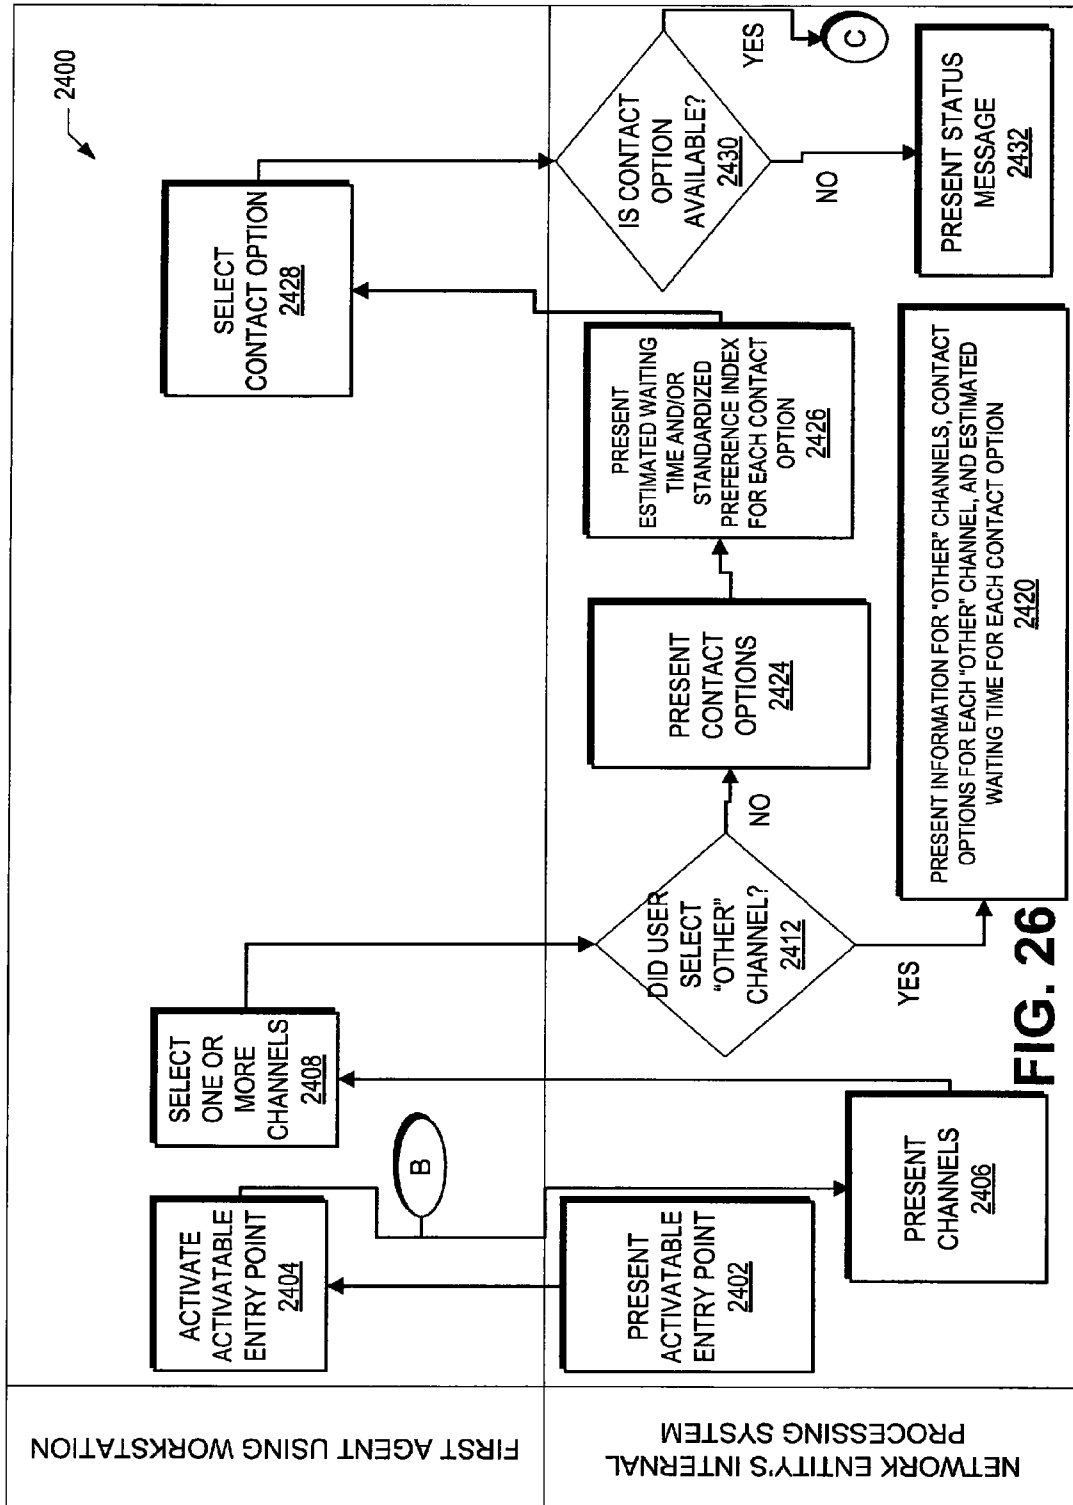 2400
FIRST AGENT USING WORKSTATION
NETWORK ENTITY'S INTERNAL
PROCESSING SYSTEM
ACTIVATE
ACTIVATABLE
ENTRY POINT
2404
PRESENT
ACTIVATABLE
ENTRY POINT
2402
B
PRESENT
CHANNELS
2406
SELECT
ONE OR
MORE
CHANNELS
2408
DID USER
SELECT
"OTHER"
CHANNEL?
2412
YES
NO
PRESENT INFORMATION FOR "OTHER" CHANNELS, CONTACT
OPTIONS FOR EACH "OTHER" CHANNEL, AND ESTIMATED
WAITING TIME FOR EACH CONTACT OPTION
2420
PRESENT
CONTACT
OPTIONS
2424
PRESENT
ESTIMATED WAITING
TIME AND/OR
STANDARDIZED
PREFERENCE INDEX
FOR EACH CONTACT
OPTION
2426
SELECT
CONTACT OPTION
2428
IS CONTACT
OPTION
AVAILABLE?
2430
YES
C
NO
PRESENT STATUS
MESSAGE
2432
FIG. 26